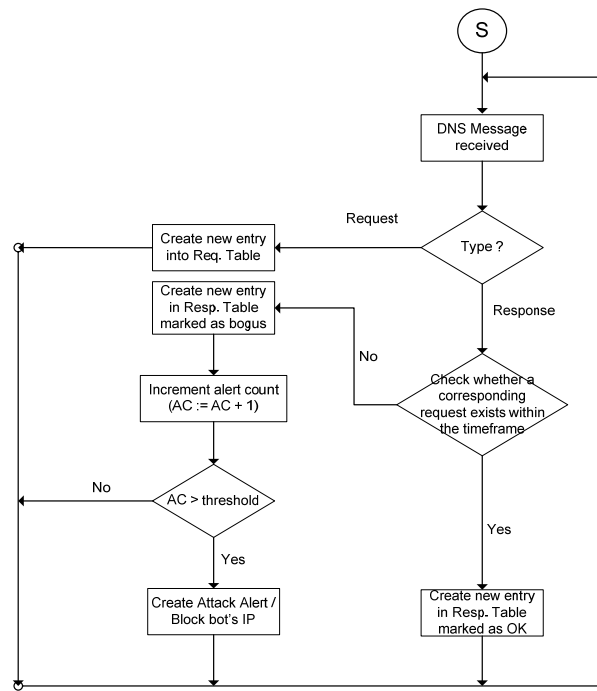 S
DNS Message
received
Type ?
Request
Create new entry
into Req. Table
Response
Create new entry
in Resp. Table
marked as bogus
No
Check whether a
corresponding
request exists within
the timeframe
Increment alert count
(AC := AC + 1)
AC > threshold
No
Yes
Yes
Create Attack Alert /
Block bot's IP
Create new entry
in Resp. Table
marked as OK